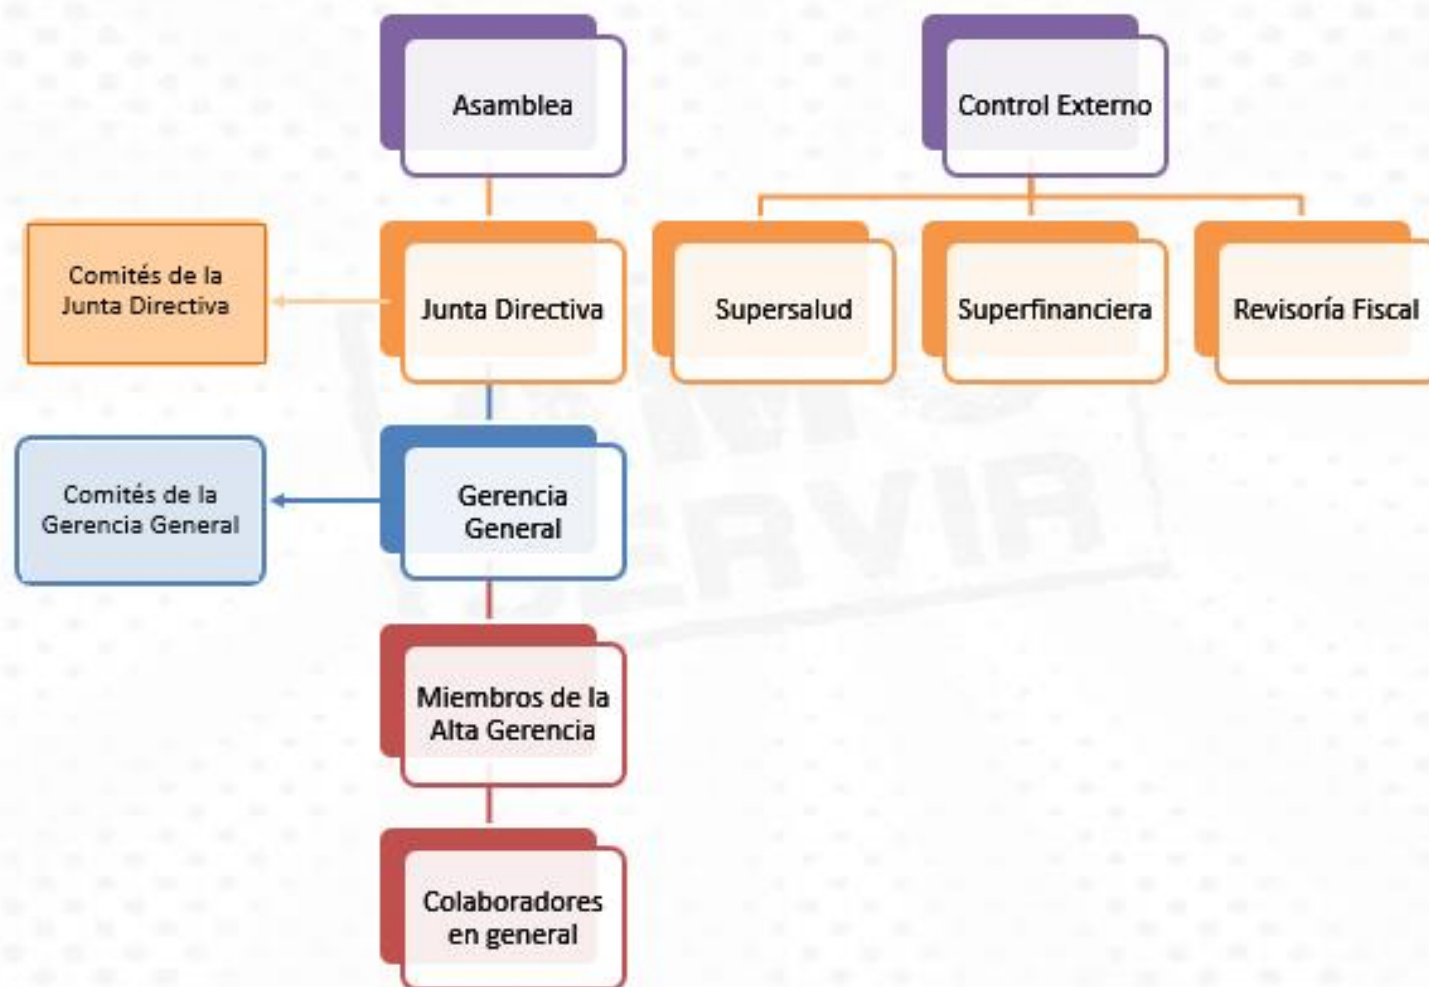 Asamblea
Control Externo
Comités de la
Junta Directiva
Junta Directiva
Supersalud
Superfinanciera
Revisoría Fiscal
Comités de la
Gerencia General
Gerencia
General
SERVIR
Miembros de la
Alta Gerencia
Colaboradores
en general